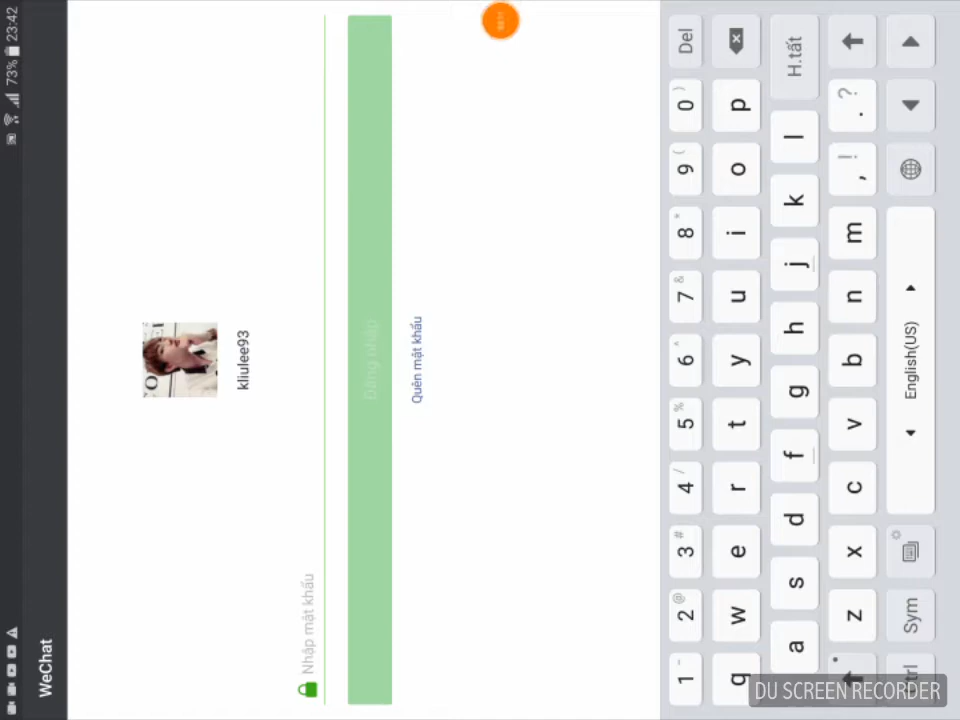 73% 23:42
WeChat
kliulee93
Nhập mật khẩu
Đăng nhập
Quên mật khẩu
1 2 3 4 5 6 7 8 9 0 Del
- @ # / % ^ & * ( )
q w e r t y u i o p
a s d f g h j k l H.tất
z x c v b n m , ! . ?
Ctrl Sym English(US)
DU SCREEN RECORDER